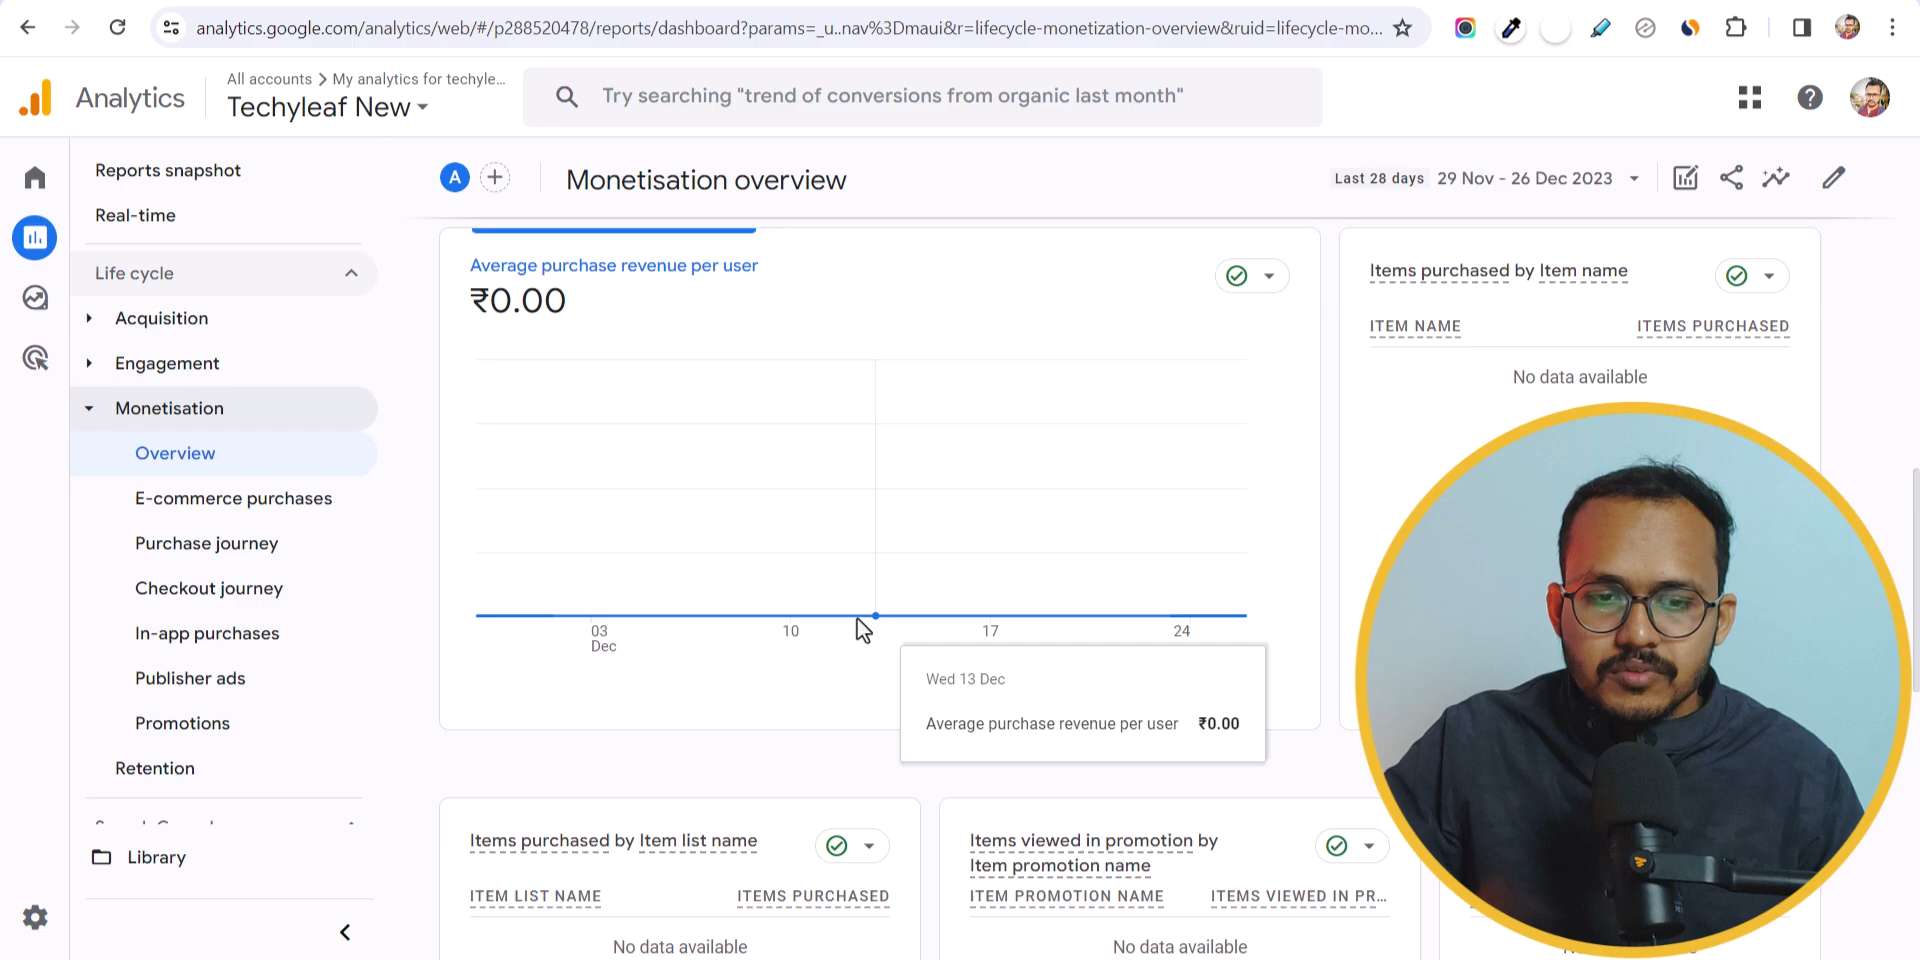 analytics.google.com/analytics/web/#/p288520478/reports/dashboard?params=_u..nav%3Dmaui&r=lifecycle-monetization-overview&ruid=lifecycle-mo...
Analytics
All accounts > My analytics for techyle...
Techyleaf New
Try searching "trend of conversions from organic last month"
Reports snapshot
Real-time
Life cycle
Acquisition
Engagement
Monetisation
Overview
E-commerce purchases
Purchase journey
Checkout journey
In-app purchases
Publisher ads
Promotions
Retention
Library
A
Monetisation overview
Last 28 days 29 Nov - 26 Dec 2023
Average purchase revenue per user
₹0.00
03
Dec
10
17
24
Wed 13 Dec
Average purchase revenue per user ₹0.00
Items purchased by Item name
ITEM NAME ITEMS PURCHASED
No data available
Items purchased by Item list name
ITEM LIST NAME ITEMS PURCHASED
No data available
Items viewed in promotion by
Item promotion name
ITEM PROMOTION NAME ITEMS VIEWED IN PR...
No data available